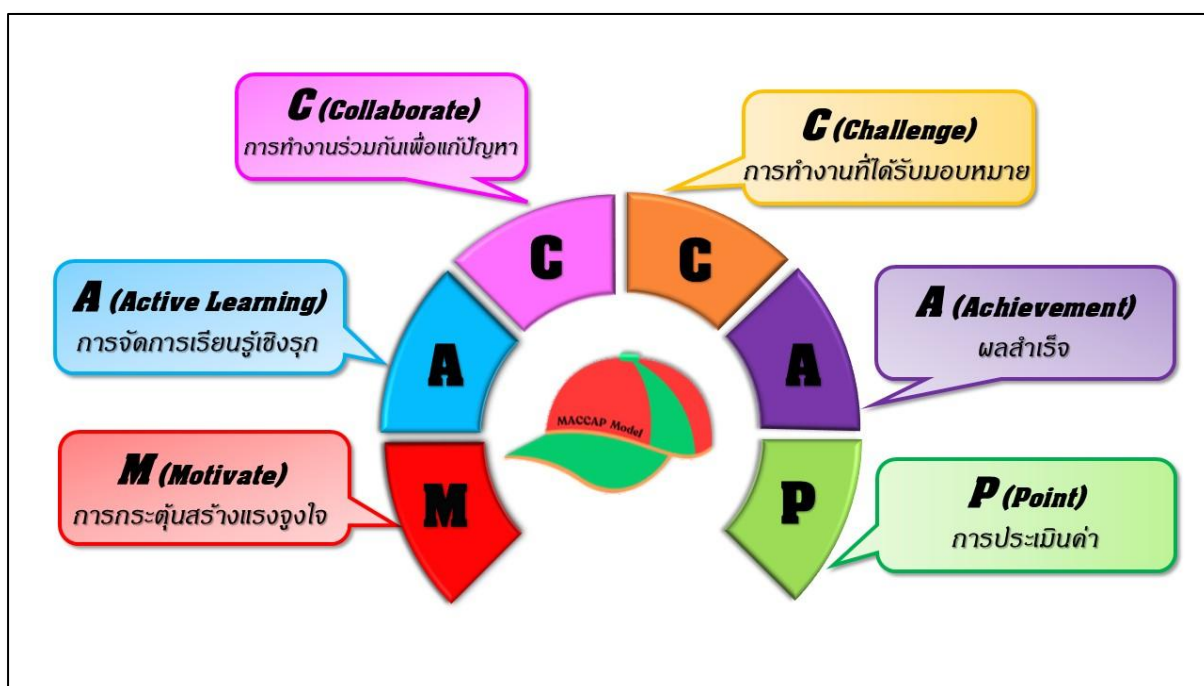 C (Collaborate)
การทำงานร่วมกันเพื่อแก้ปัญหา
C (Challenge)
การทำงานที่ได้รับมอบหมาย
C
C
A (Active Learning)
การจัดการเรียนรู้เชิงรุก
A
A
A (Achievement)
ผลสำเร็จ
MACCAP Model
M (Motivate)
การกระตุ้นสร้างแรงจูงใจ
M
P
P (Point)
การประเมินค่า